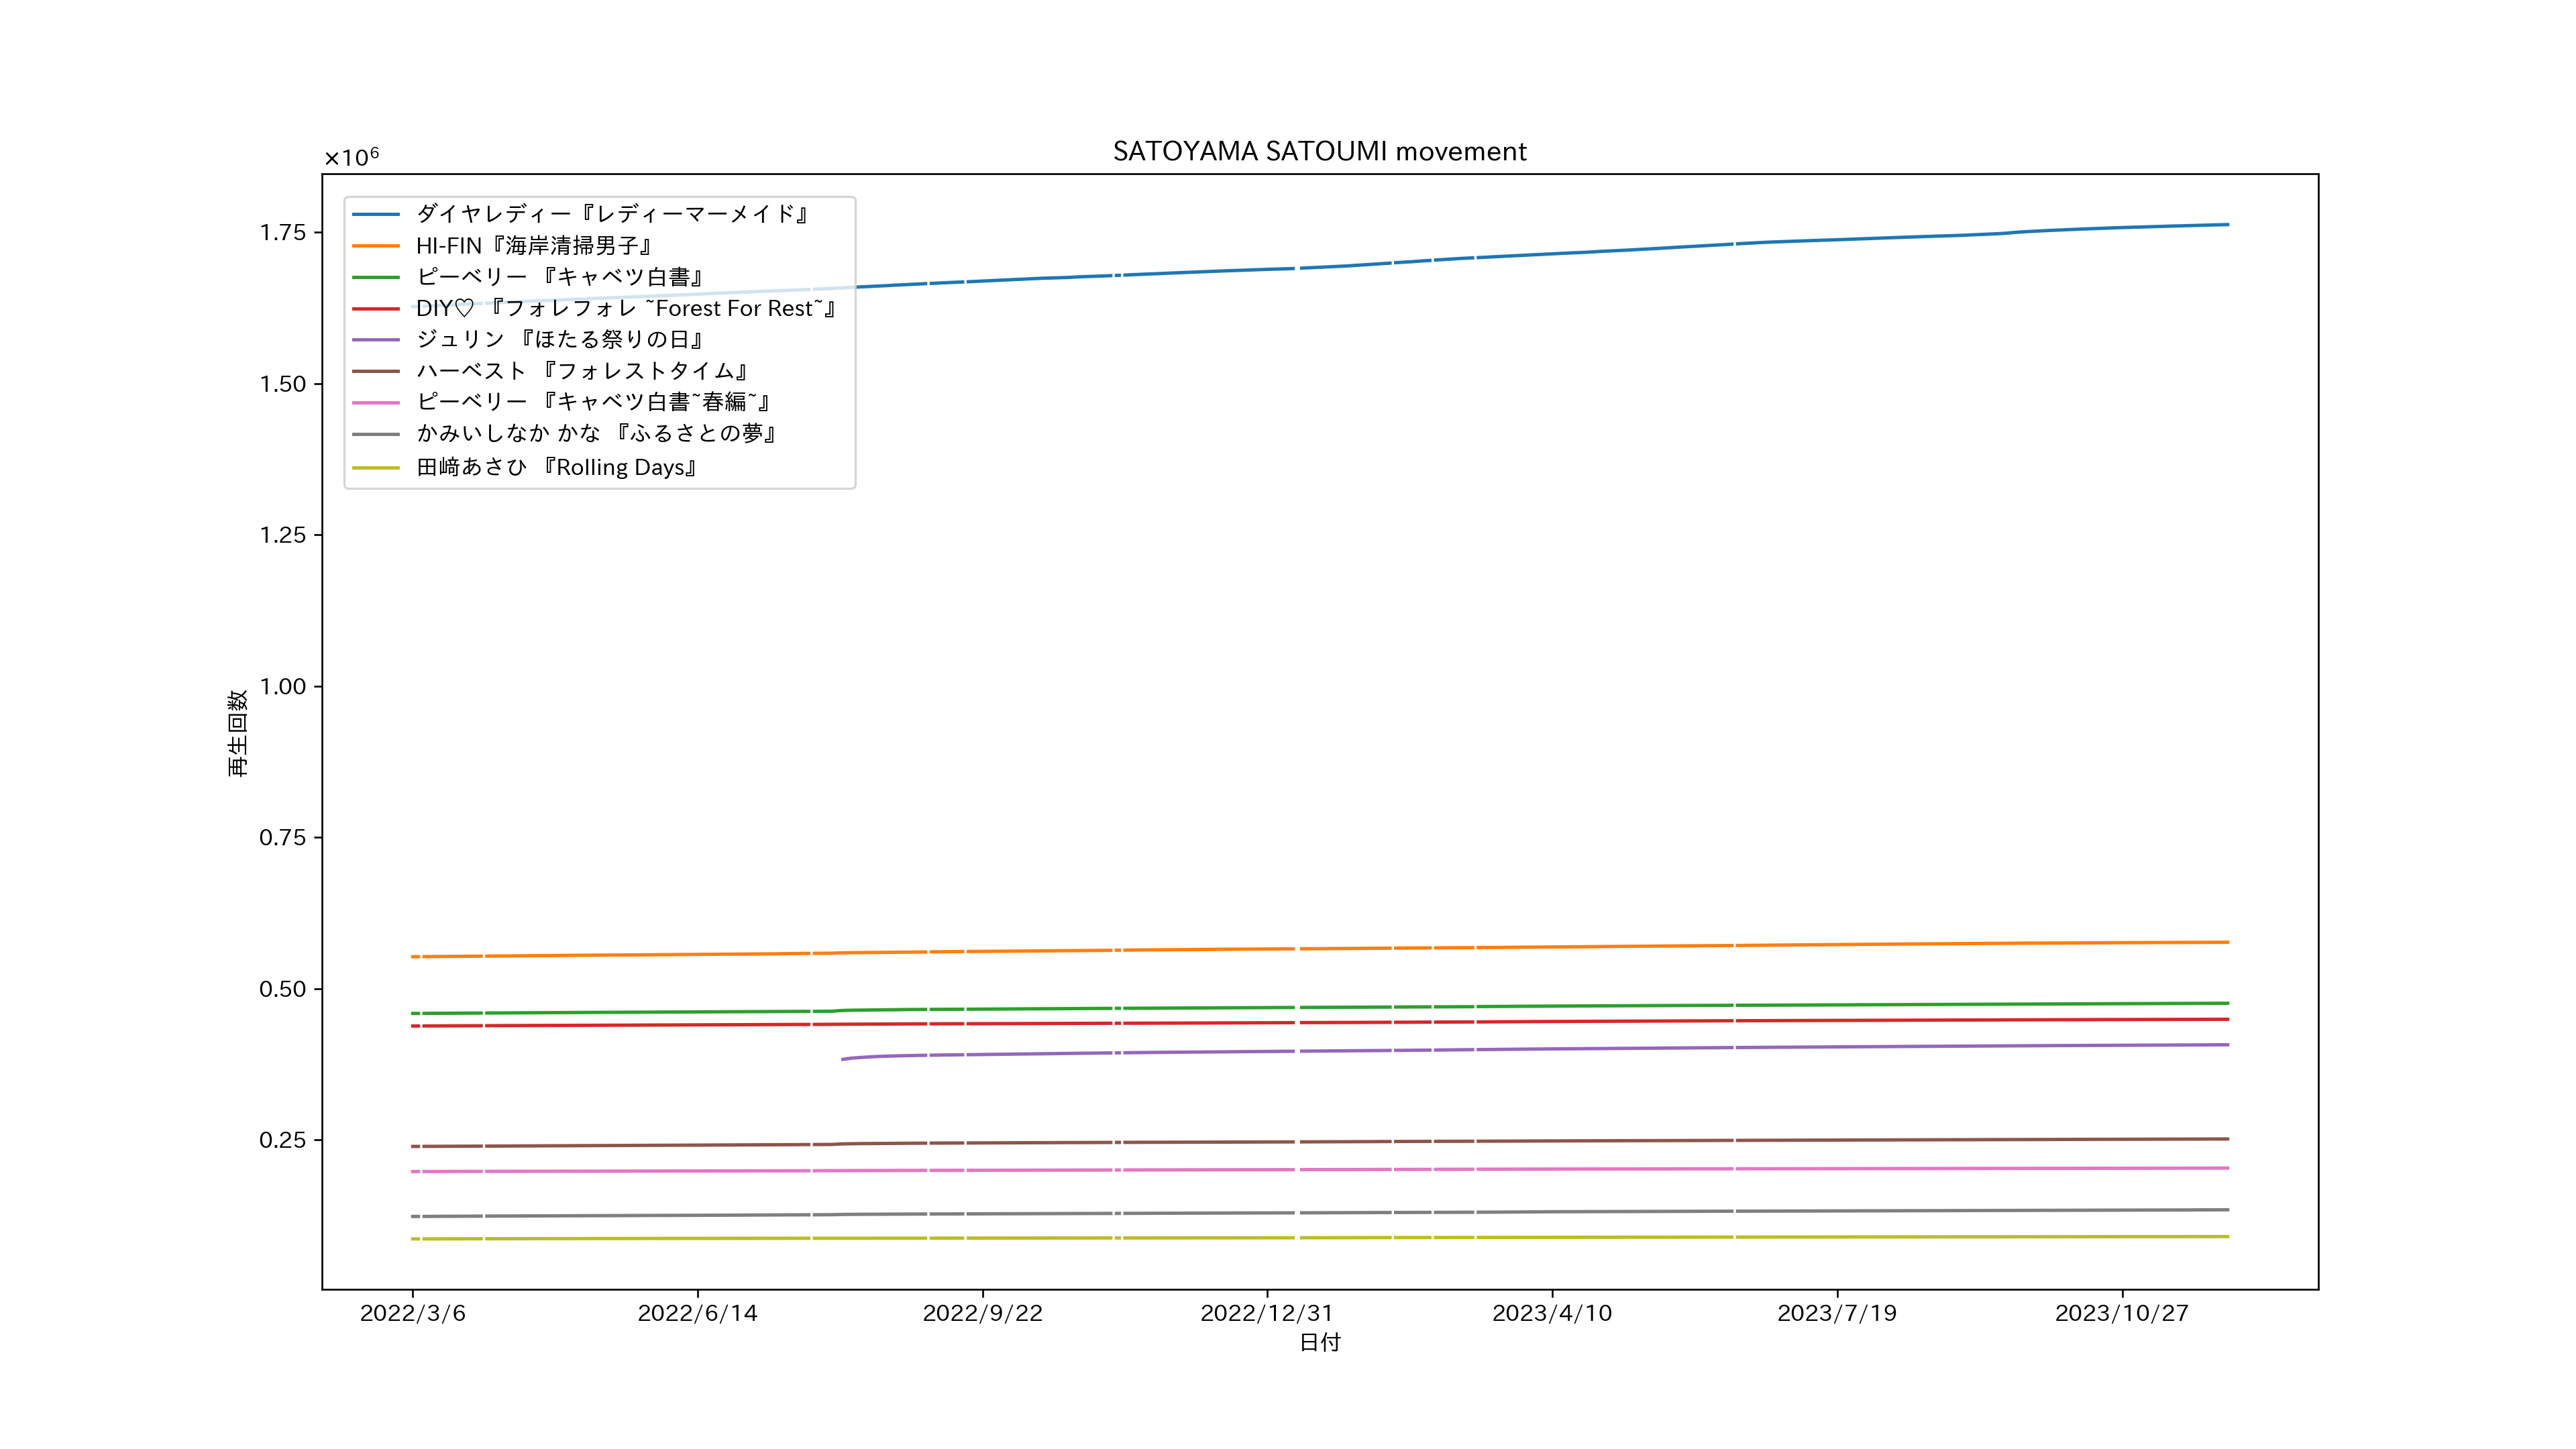 SATOYAMA SATOUMI movement
×10⁶
ダイヤレディー『レディーマーメイド』
HI-FIN『海岸清掃男子』
ピーベリー 『キャベツ白書』
DIY♡ 『フォレフォレ ~Forest For Rest~』
ジュリン 『ほたる祭りの日』
ハーベスト 『フォレストタイム』
ピーベリー 『キャベツ白書~春編~』
かみいしなか かな 『ふるさとの夢』
田﨑あさひ 『Rolling Days』
1.75
1.50
1.25
1.00
0.75
0.50
0.25
再生回数
2022/3/6
2022/6/14
2022/9/22
2022/12/31
2023/4/10
2023/7/19
2023/10/27
日付